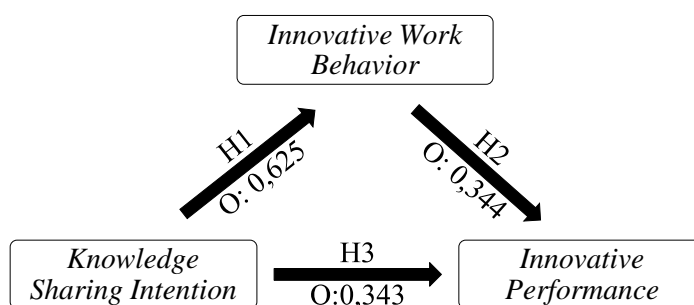 Innovative Work
Behavior
H1
O: 0,625
H2
O: 0,344
Knowledge
Sharing Intention
H3
O:0,343
Innovative
Performance